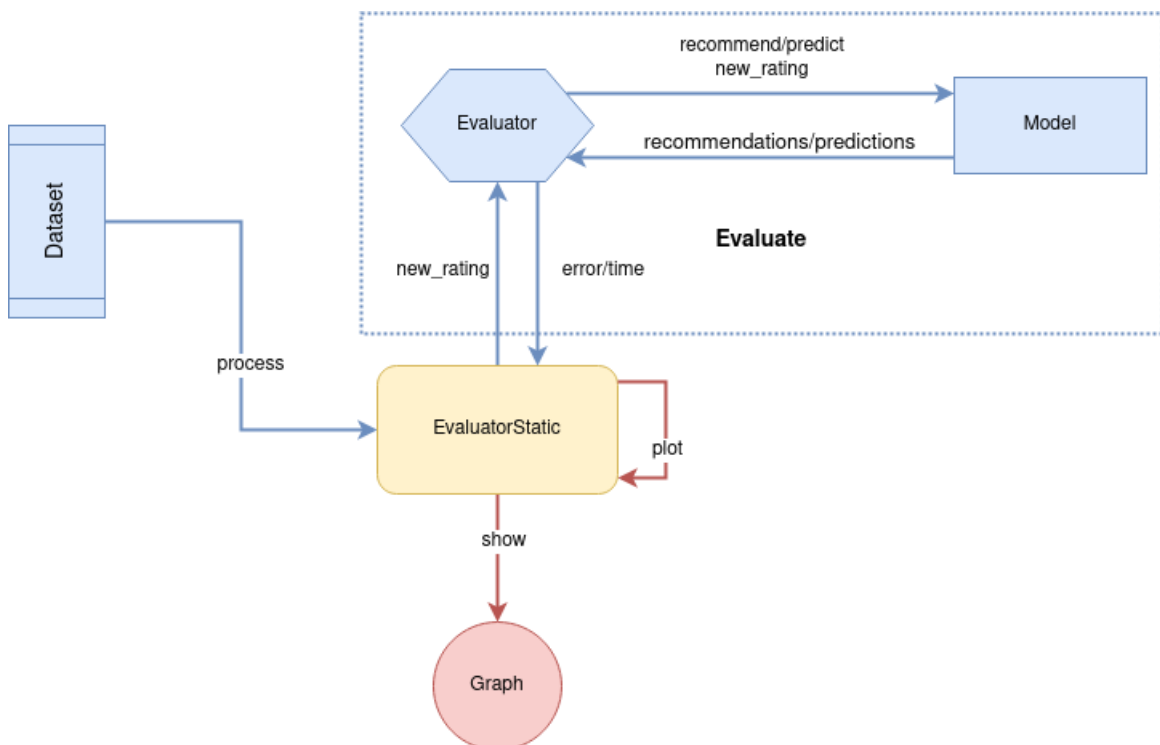 recommend/predict
new_rating
Evaluator
Model
recommendations/predictions
Dataset
Evaluate
new_rating
error/time
process
EvaluatorStatic
plot
show
Graph